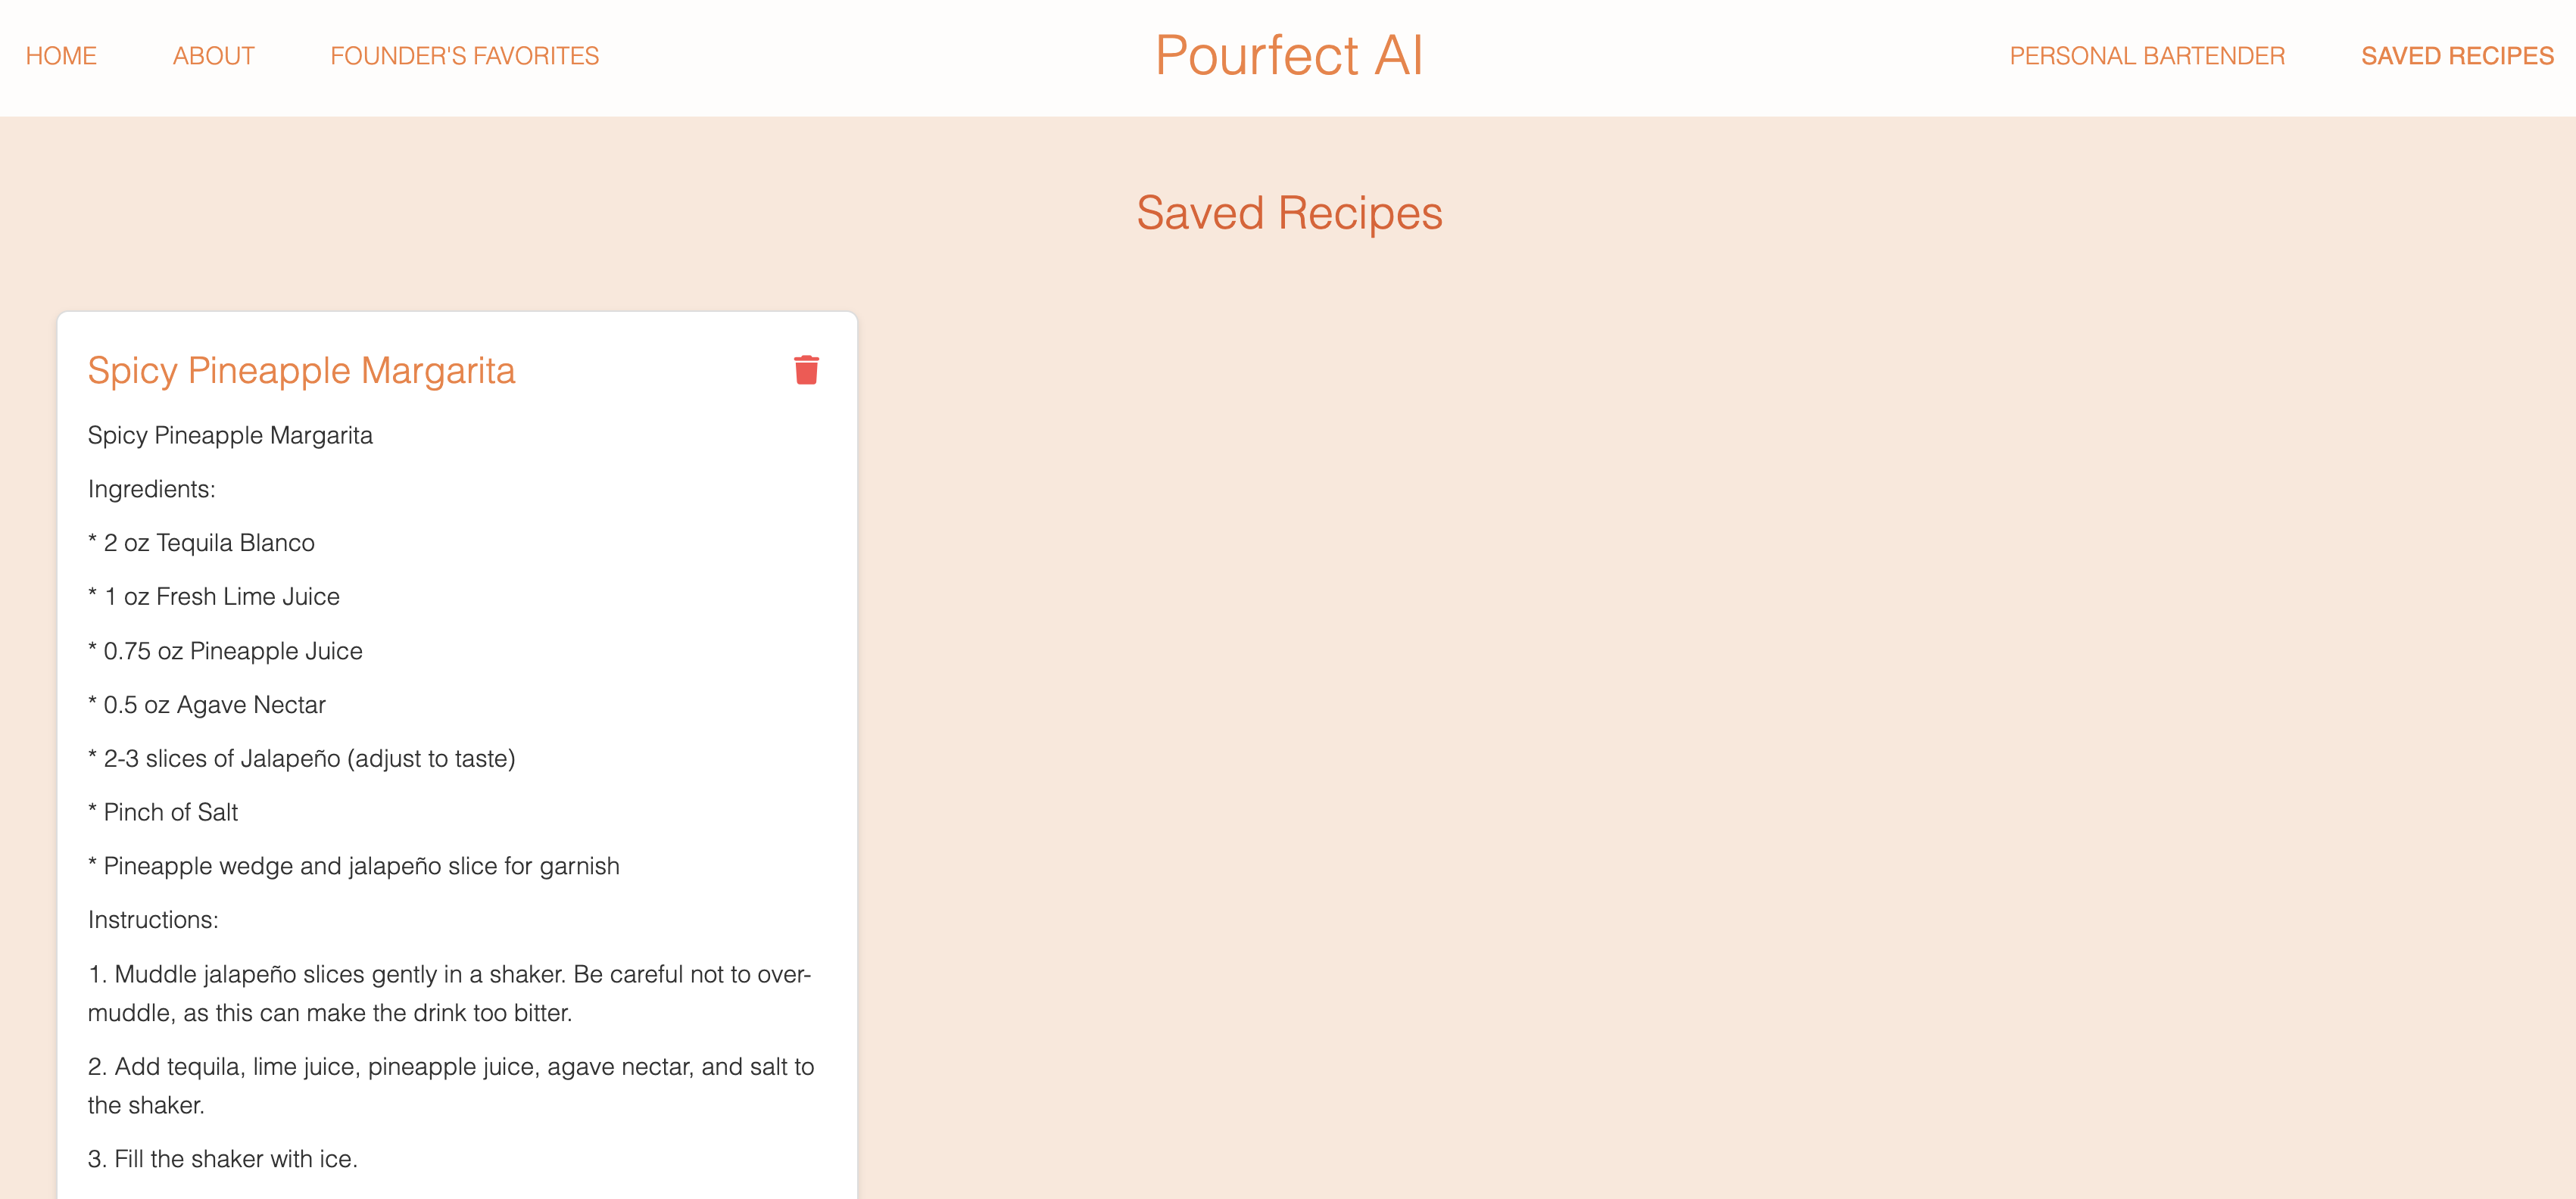 HOME ABOUT FOUNDER'S FAVORITES Pourfect AI PERSONAL BARTENDER SAVED RECIPES
Saved Recipes
Spicy Pineapple Margarita
Spicy Pineapple Margarita
Ingredients:
* 2 oz Tequila Blanco
* 1 oz Fresh Lime Juice
* 0.75 oz Pineapple Juice
* 0.5 oz Agave Nectar
* 2-3 slices of Jalapeño (adjust to taste)
* Pinch of Salt
* Pineapple wedge and jalapeño slice for garnish
Instructions:
1. Muddle jalapeño slices gently in a shaker. Be careful not to over-
muddle, as this can make the drink too bitter.
2. Add tequila, lime juice, pineapple juice, agave nectar, and salt to
the shaker.
3. Fill the shaker with ice.